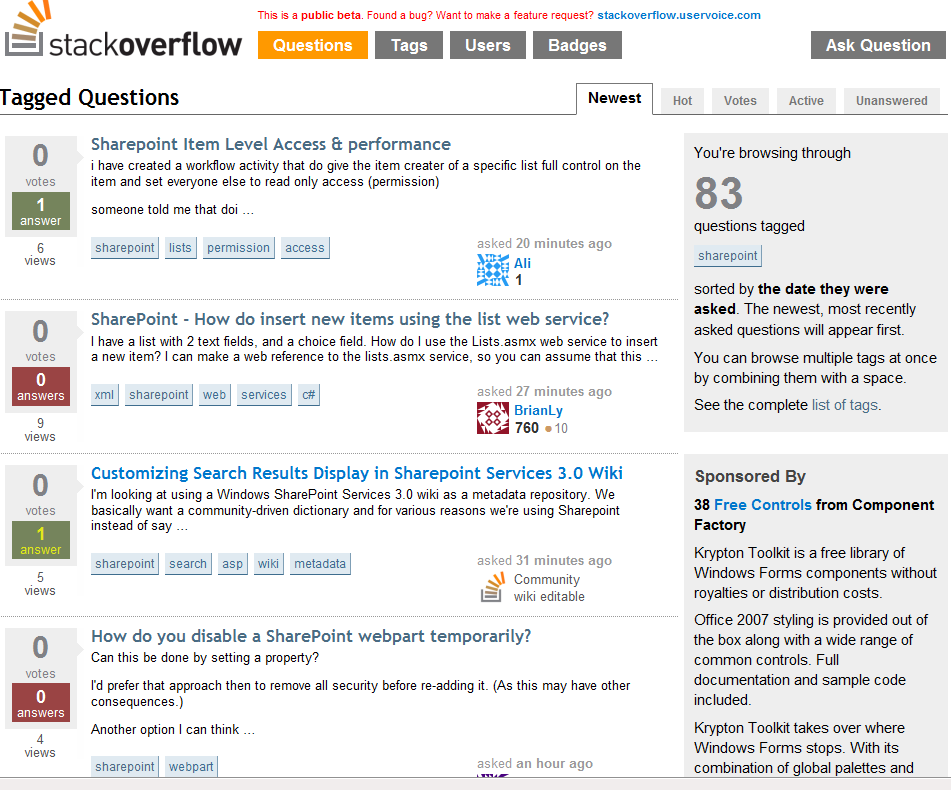 This is a public beta. Found a bug? Want to make a feature request? stackoverflow.uservoice.com
stackoverflow
Questions Tags Users Badges Ask Question
Tagged Questions
Newest Hot Votes Active Unanswered
0
votes
1
answer
6
views
Sharepoint Item Level Access & performance
i have created a workflow activity that do give the item creater of a specific list full control on the
item and set everyone else to read only access (permission)
someone told me that doi ...
sharepoint lists permission access
asked 20 minutes ago
Ali
1
0
votes
0
answers
9
views
SharePoint - How do insert new items using the list web service?
I have a list with 2 text fields, and a choice field. How do I use the Lists.asmx web service to insert
a new item? I can make a web reference to the lists.asmx service, so you can assume that this ...
xml sharepoint web services c#
asked 27 minutes ago
BrianLy
760 ●10
0
votes
1
answer
5
views
Customizing Search Results Display in Sharepoint Services 3.0 Wiki
I'm looking at using a Windows SharePoint Services 3.0 wiki as a metadata repository. We
basically want a community-driven dictionary and for various reasons we're using Sharepoint
instead of say ...
sharepoint search asp wiki metadata
asked 31 minutes ago
Community
wiki editable
0
votes
0
answers
4
views
How do you disable a SharePoint webpart temporarily?
Can this be done by setting a property?
I'd prefer that approach then to remove all security before re-adding it. (As this may have other
consequences.)
Another option I can think ...
sharepoint webpart
asked an hour ago
You're browsing through
83
questions tagged
sharepoint
sorted by the date they were
asked. The newest, most recently
asked questions will appear first.
You can browse multiple tags at once
by combining them with a space.
See the complete list of tags.
Sponsored By
38 Free Controls from Component
Factory
Krypton Toolkit is a free library of
Windows Forms components without
royalties or distribution costs.
Office 2007 styling is provided out of
the box along with a wide range of
common controls. Full
documentation and sample code
included.
Krypton Toolkit takes over where
Windows Forms stops. With its
combination of global palettes and